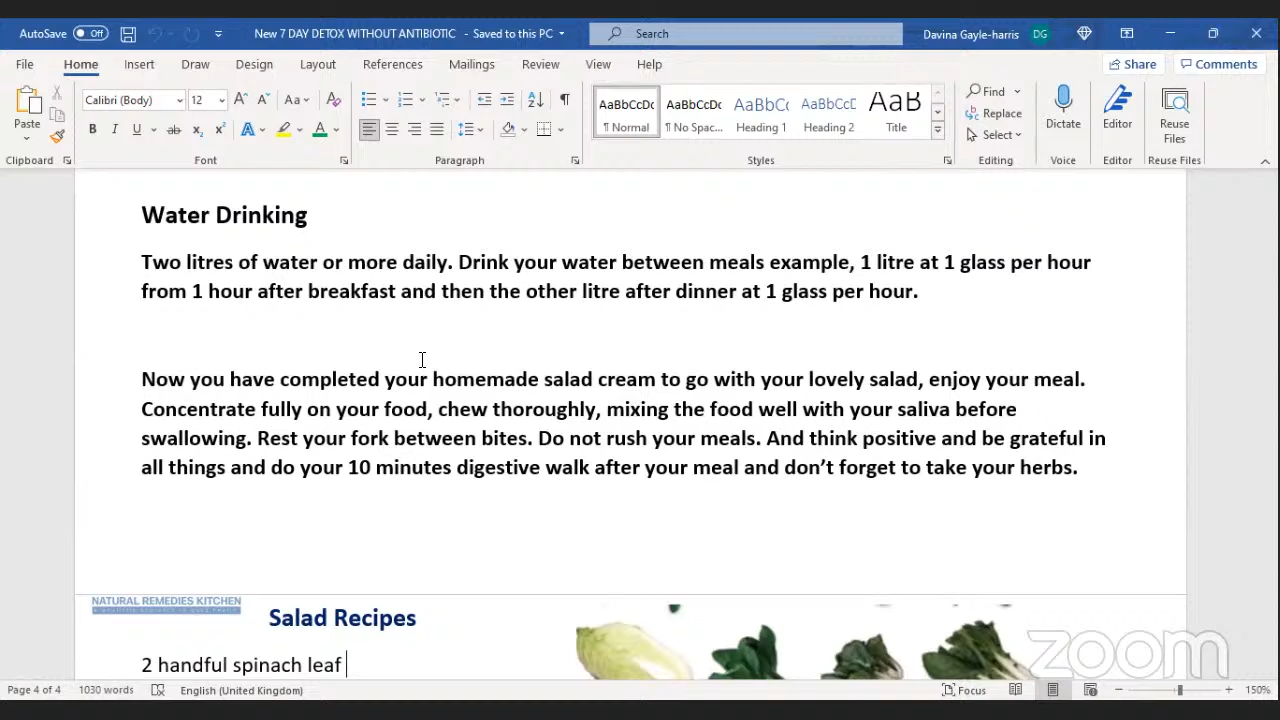 AutoSave Off New 7 DAY DETOX WITHOUT ANTIBIOTIC - Saved to this PC Search Davina Gayle-harris DG
File Home Insert Draw Design Layout References Mailings Review View Help Share Comments
Paste Calibri (Body) 12 AaBbCcDc AaBbCcDc AaBbCc AaBbCcD AaB Find Replace Select Dictate Editor Reuse Files
¶ Normal ¶ No Spac... Heading 1 Heading 2 Title
Clipboard Font Paragraph Styles Editing Voice Editor Reuse Files
Water Drinking
Two litres of water or more daily. Drink your water between meals example, 1 litre at 1 glass per hour
from 1 hour after breakfast and then the other litre after dinner at 1 glass per hour.
Now you have completed your homemade salad cream to go with your lovely salad, enjoy your meal.
Concentrate fully on your food, chew thoroughly, mixing the food well with your saliva before
swallowing. Rest your fork between bites. Do not rush your meals. And think positive and be grateful in
all things and do your 10 minutes digestive walk after your meal and don’t forget to take your herbs.
NATURAL REMEDIES KITCHEN
Salad Recipes
2 handful spinach leaf
zoom
Page 4 of 4 1030 words English (United Kingdom) Focus 150%